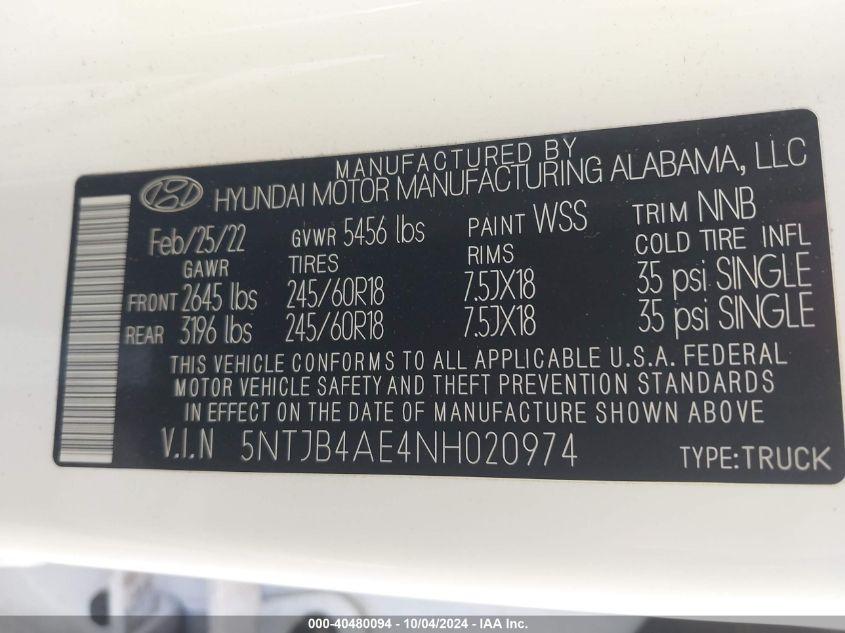 MANUFACTURED BY
HYUNDAI MOTOR MANUFACTURING ALABAMA, LLC
Feb/25/22 GVWR 5456 lbs PAINT WSS TRIM NNB
GAWR TIRES RIMS COLD TIRE INFL
FRONT 2645 lbs 245/60R18 7.5JX18 35 psi SINGLE
REAR 3196 lbs 245/60R18 7.5JX18 35 psi SINGLE
THIS VEHICLE CONFORMS TO ALL APPLICABLE U.S.A. FEDERAL
MOTOR VEHICLE SAFETY AND THEFT PREVENTION STANDARDS
IN EFFECT ON THE DATE OF MANUFACTURE SHOWN ABOVE
V.I.N 5NTJB4AE4NH020974 TYPE:TRUCK
000-40480094 - 10/04/2024 - IAA Inc.